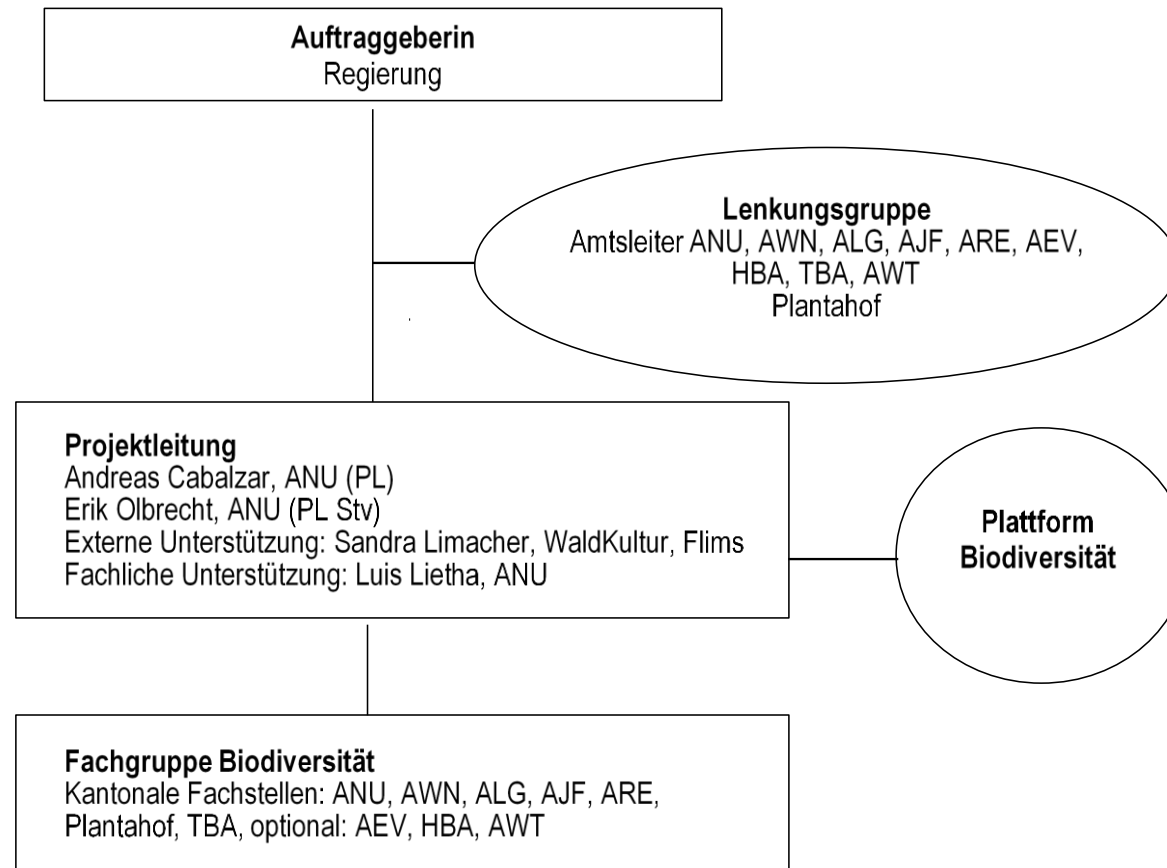 Auftraggeberin
Regierung
Lenkungsgruppe
Amtsleiter ANU, AWN, ALG, AJF, ARE, AEV,
HBA, TBA, AWT
Plantahof
Projektleitung
Andreas Cabalzar, ANU (PL)
Erik Olbrecht, ANU (PL Stv)
Externe Unterstützung: Sandra Limacher, WaldKultur, Flims
Fachliche Unterstützung: Luis Lietha, ANU
Plattform
Biodiversität
Fachgruppe Biodiversität
Kantonale Fachstellen: ANU, AWN, ALG, AJF, ARE,
Plantahof, TBA, optional: AEV, HBA, AWT